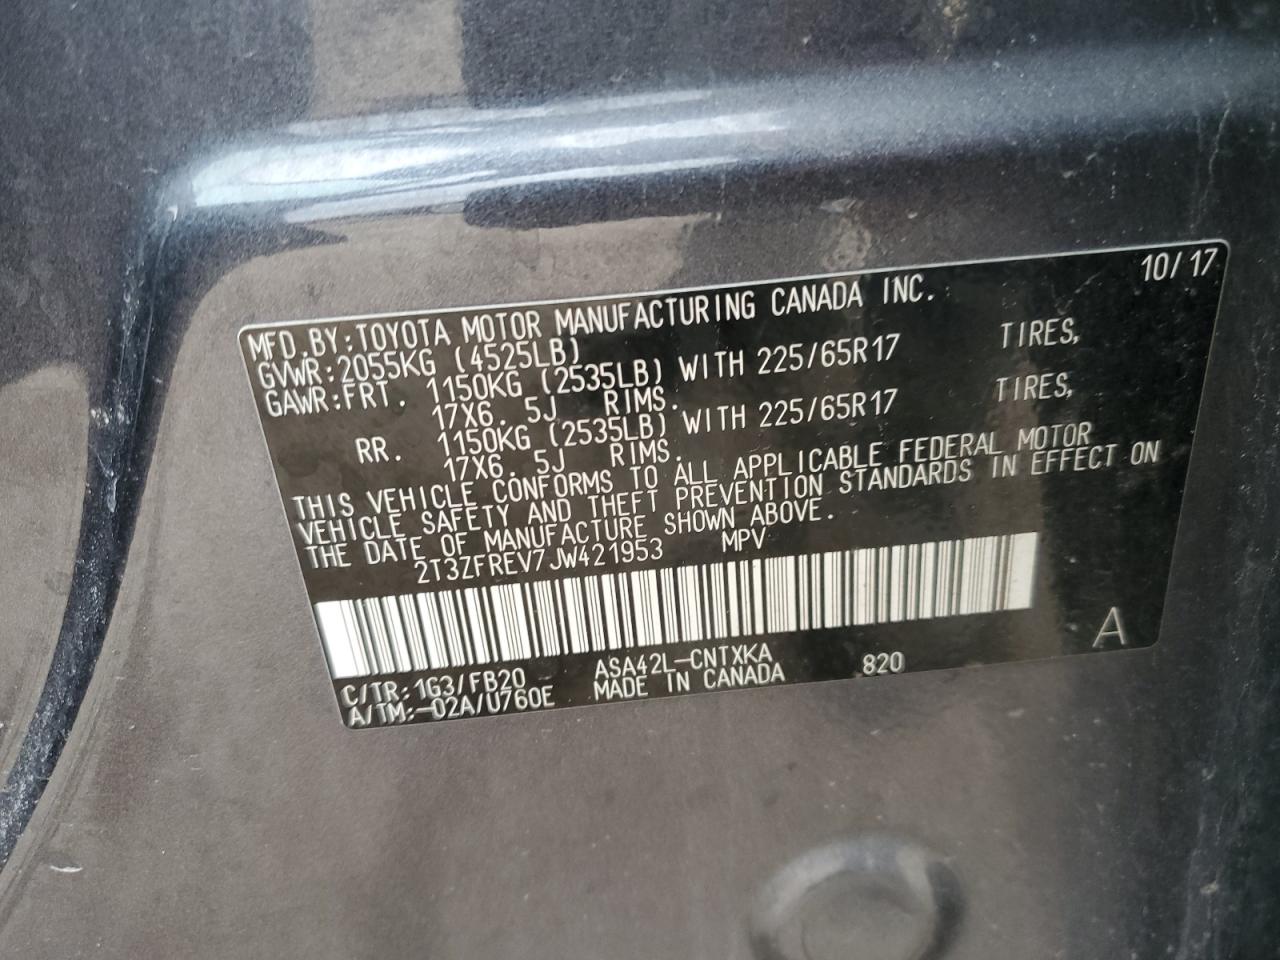 10/17
MFD.BY:TOYOTA MOTOR MANUFACTURING CANADA INC.
GVWR:2055KG (4525LB)
GAWR:FRT. 1150KG (2535LB) WITH 225/65R17 TIRES,
17X6.5J RIMS.
RR. 1150KG (2535LB) WITH 225/65R17 TIRES,
17X6.5J RIMS.
THIS VEHICLE CONFORMS TO ALL APPLICABLE FEDERAL MOTOR
VEHICLE SAFETY AND THEFT PREVENTION STANDARDS IN EFFECT ON
THE DATE OF MANUFACTURE SHOWN ABOVE.
2T3ZFREV7JW421953 MPV
A
C/TR:1G3/FB20 ASA42L-CNTXKA 820
A/TM:-02A/U760E MADE IN CANADA